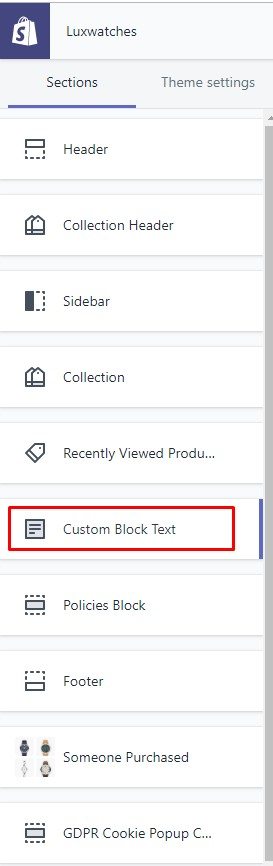 Luxwatches
Sections Theme settings
Header
Collection Header
Sidebar
Collection
Recently Viewed Produ...
Custom Block Text
Policies Block
Footer
Someone Purchased
GDPR Cookie Popup C...